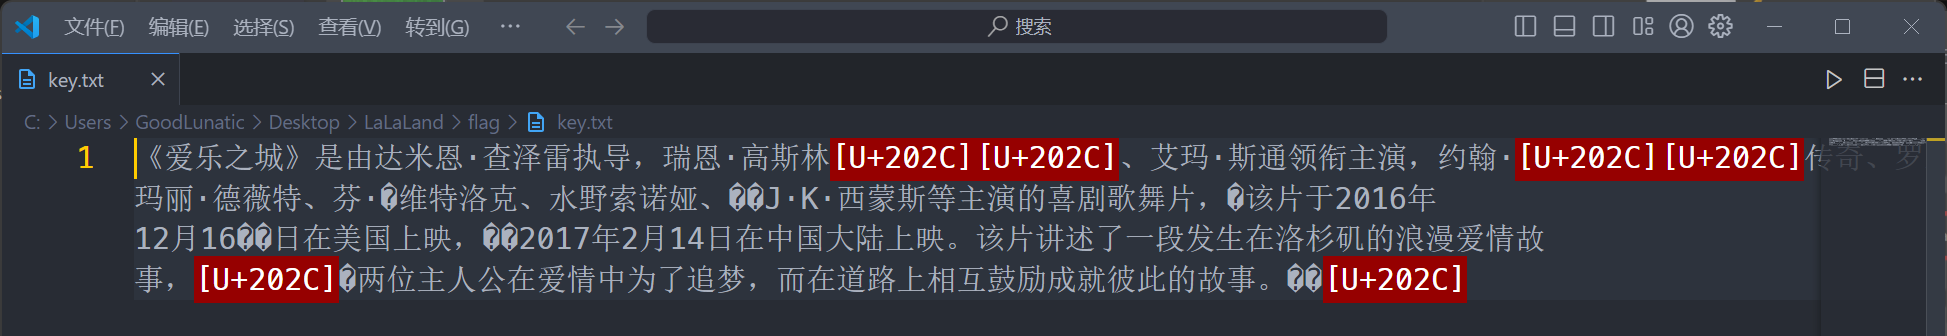 文件(F) 编辑(E) 选择(S) 查看(V) 转到(G) ··· 搜索
key.txt
C: > Users > GoodLunatic > Desktop > LaLaLand > flag > key.txt
1 《爱乐之城》是由达米恩·查泽雷执导，瑞恩·高斯林[U+202C][U+202C]、艾玛·斯通领衔主演，约翰·[U+202C][U+202C]传奇、罗
玛丽·德薇特、芬·�维特洛克、水野索诺娅、��J·K·西蒙斯等主演的喜剧歌舞片，�该片于2016年
12月16��日在美国上映，��2017年2月14日在中国大陆上映。该片讲述了一段发生在洛杉矶的浪漫爱情故
事，[U+202C]�两位主人公在爱情中为了追梦，而在道路上相互鼓励成就彼此的故事。��[U+202C]